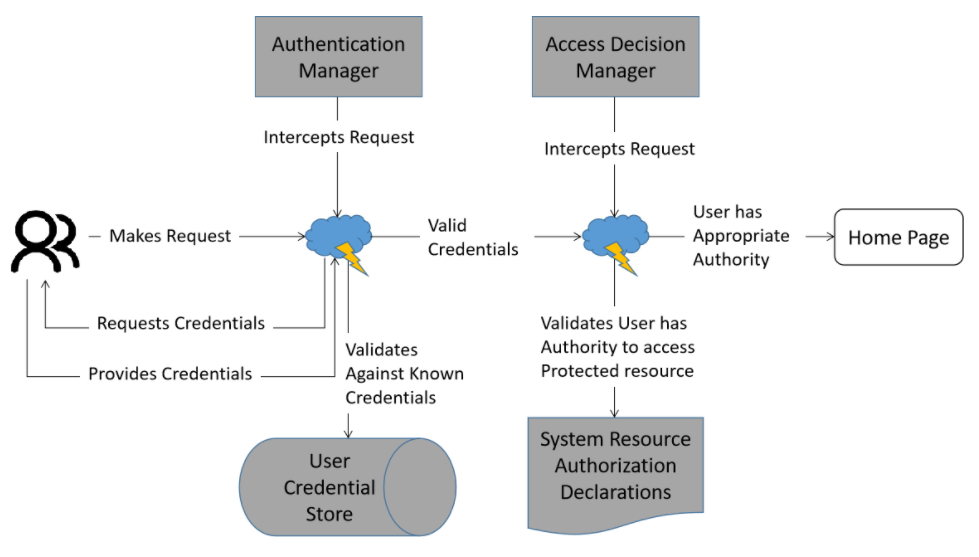 Authentication
Manager
Access Decision
Manager
Intercepts Request
Intercepts Request
Makes Request
Valid
Credentials
User has
Appropriate
Authority
Home Page
Requests Credentials
Provides Credentials
Validates
Against Known
Credentials
Validates User has
Authority to access
Protected resource
User
Credential
Store
System Resource
Authorization
Declarations